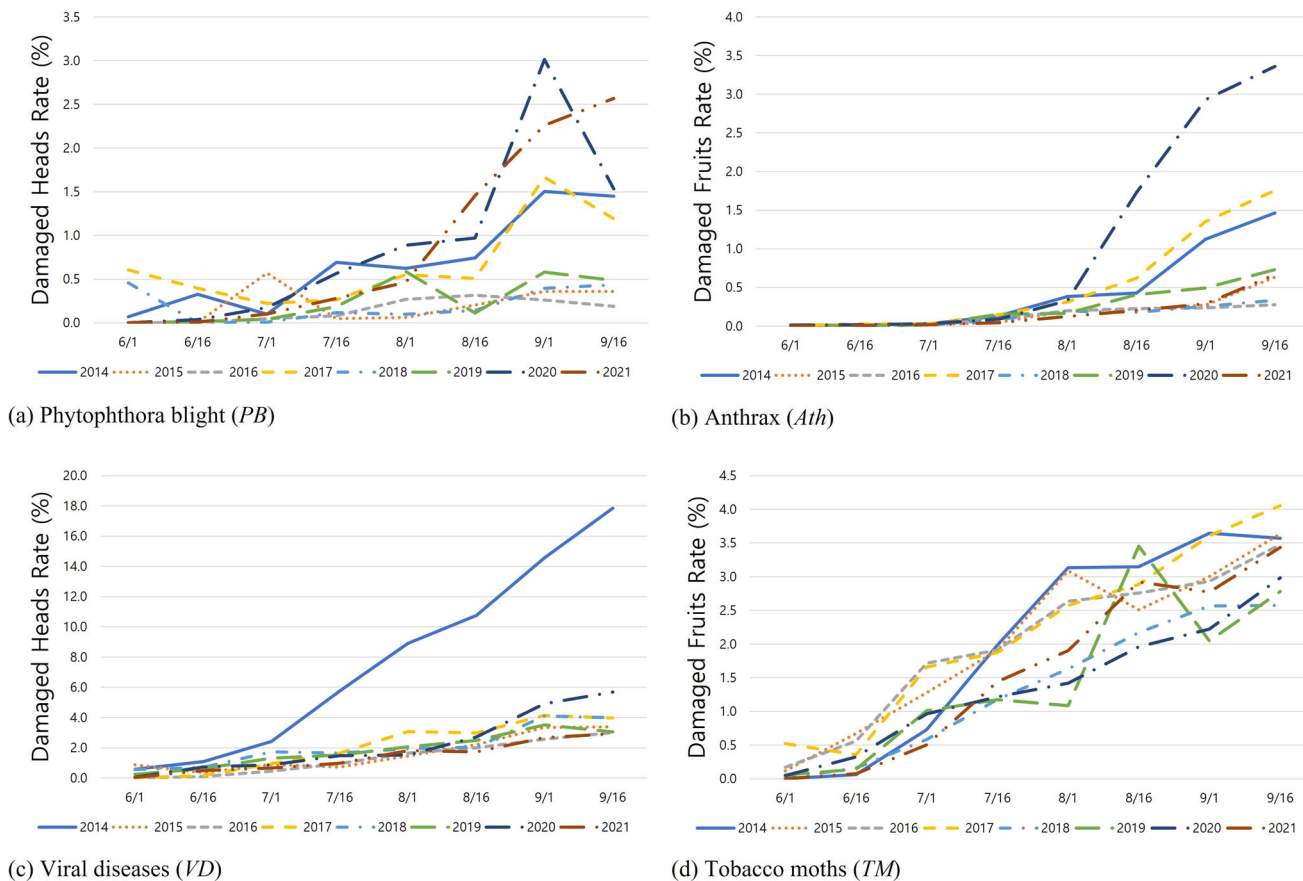 3.5
3.0
2.5
2.0
1.5
1.0
0.5
0.0
Damaged Heads Rate (%)
6/1 6/16 7/1 7/16 8/1 8/16 9/1 9/16
2014 2015 2016 2017 2018 2019 2020 2021
(a) Phytophthora blight (PB)
4.0
3.5
3.0
2.5
2.0
1.5
1.0
0.5
0.0
Damaged Fruits Rate (%)
6/1 6/16 7/1 7/16 8/1 8/16 9/1 9/16
2014 2015 2016 2017 2018 2019 2020 2021
(b) Anthrax (Ath)
20.0
18.0
16.0
14.0
12.0
10.0
8.0
6.0
4.0
2.0
0.0
Damaged Heads Rate (%)
6/1 6/16 7/1 7/16 8/1 8/16 9/1 9/16
2014 2015 2016 2017 2018 2019 2020 2021
(c) Viral diseases (VD)
4.5
4.0
3.5
3.0
2.5
2.0
1.5
1.0
0.5
0.0
Damaged Fruits Rate (%)
6/1 6/16 7/1 7/16 8/1 8/16 9/1 9/16
2014 2015 2016 2017 2018 2019 2020 2021
(d) Tobacco moths (TM)